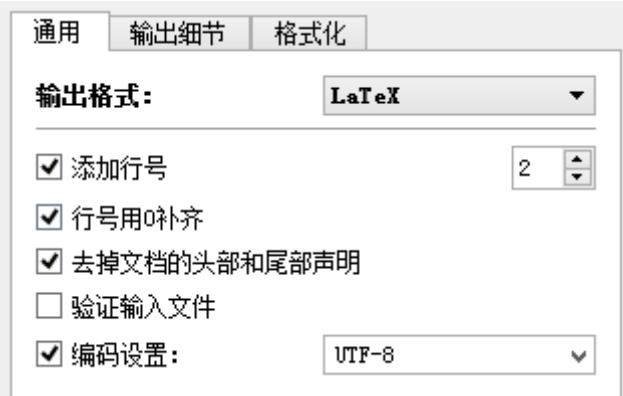 通用 输出细节 格式化
输出格式: LaTeX
添加行号 2
行号用0补齐
去掉文档的头部和尾部声明
验证输入文件
编码设置: UTF-8